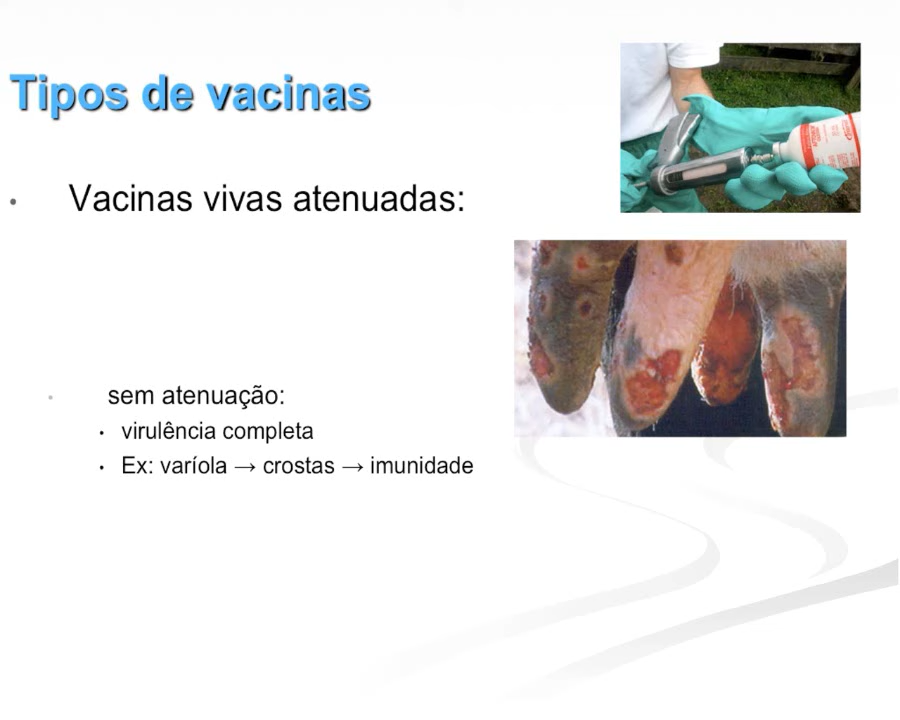 Tipos de vacinas
• Vacinas vivas atenuadas:
• sem atenuação:
• virulência completa
• Ex: varíola → crostas → imunidade